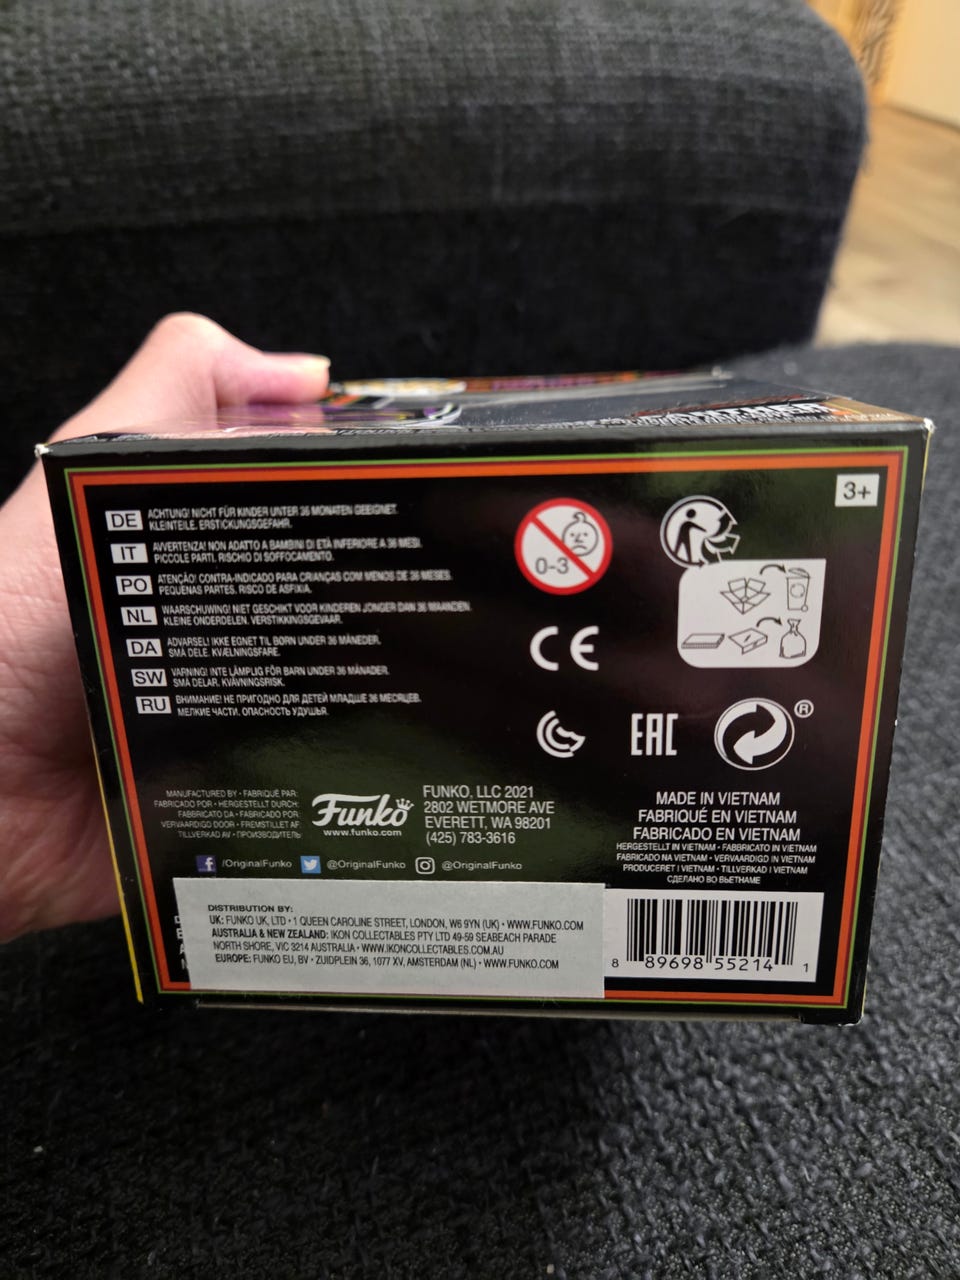 3+
DE ACHTUNG! NICHT FÜR KINDER UNTER 36 MONATEN GEEIGNET.
KLEINTEILE. ERSTICKUNGSGEFAHR.
IT AVVERTENZA! NON ADATTO A BAMBINI DI ETÀ INFERIORE A 36 MESI.
PICCOLE PARTI. RISCHIO DI SOFFOCAMENTO.
PO ATENÇÃO! CONTRA-INDICADO PARA CRIANÇAS COM MENOS DE 36 MESES.
PEQUENAS PARTES. RISCO DE ASFIXIA.
NL WAARSCHUWING! NIET GESCHIKT VOOR KINDEREN JONGER DAN 36 MAANDEN.
KLEINE ONDERDELEN. VERSTIKKINGSGEVAAR.
DA ADVARSEL! IKKE EGNET TIL BØRN UNDER 36 MÅNEDER.
SMÅ DELE. KVÆLNINGSFARE.
SW VARNING! INTE LÄMPLIG FÖR BARN UNDER 36 MÅNADER.
SMÅ DELAR. KVÄVNINGSRISK.
RU ВНИМАНИЕ! НЕ ПРИГОДНО ДЛЯ ДЕТЕЙ МЛАДШЕ 36 МЕСЯЦЕВ.
МЕЛКИЕ ЧАСТИ. ОПАСНОСТЬ УДУШЬЯ.
0-3
CE
EAC
®
MANUFACTURED BY • FABRIQUÉ PAR:
FABRICADO POR • HERGESTELLT DURCH:
FABBRICATO DA • FABRICADO POR:
VERVAARDIGD DOOR • FREMSTILLET AF:
TILLVERKAD AV • ПРОИЗВОДИТЕЛЬ:
Funko
www.funko.com
FUNKO, LLC 2021
2802 WETMORE AVE
EVERETT, WA 98201
(425) 783-3616
/OriginalFunko @OriginalFunko @OriginalFunko
MADE IN VIETNAM
FABRIQUÉ EN VIETNAM
FABRICADO EN VIETNAM
HERGESTELLT IN VIETNAM • FABBRICATO IN VIETNAM
FABRICADO NA VIETNAM • VERVAARDIGD IN VIETNAM
PRODUCERET I VIETNAM • TILLVERKAD I VIETNAM
СДЕЛАНО ВО ВЬЕТНАМЕ
DISTRIBUTION BY:
UK: FUNKO UK, LTD • 1 QUEEN CAROLINE STREET, LONDON, W6 9YN (UK) • WWW.FUNKO.COM
AUSTRALIA & NEW ZEALAND: IKON COLLECTABLES PTY LTD 49-59 SEABEACH PARADE
NORTH SHORE, VIC 3214 AUSTRALIA • WWW.IKONCOLLECTABLES.COM.AU
EUROPE: FUNKO EU, BV • ZUIDPLEIN 36, 1077 XV, AMSTERDAM (NL) • WWW.FUNKO.COM
8 89698 55214 1